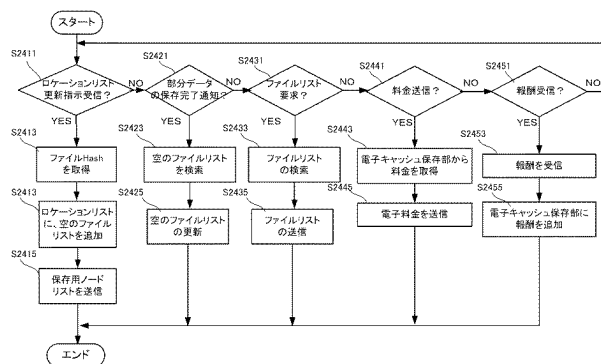 スタート
S2411
ロケーションリスト
更新指示受信?
NO
YES
S2421
部分データ
の保存完了通知?
NO
YES
S2431
ファイルリスト
要求?
NO
YES
S2441
料金送信?
NO
YES
S2451
報酬受信?
NO
YES
S2413
ファイルHash
を取得
S2413
ロケーションリスト
に、空のファイル
リストを追加
S2415
保存用ノード
リストを送信
S2423
空のファイルリスト
を検索
S2425
空のファイルリスト
の更新
S2433
ファイルリスト
の検索
S2435
ファイルリスト
の送信
S2443
電子キャッシュ保存部から
料金を取得
S2445
電子料金を送信
S2453
報酬を受信
S2455
電子キャッシュ保存部に
報酬を追加
エンド